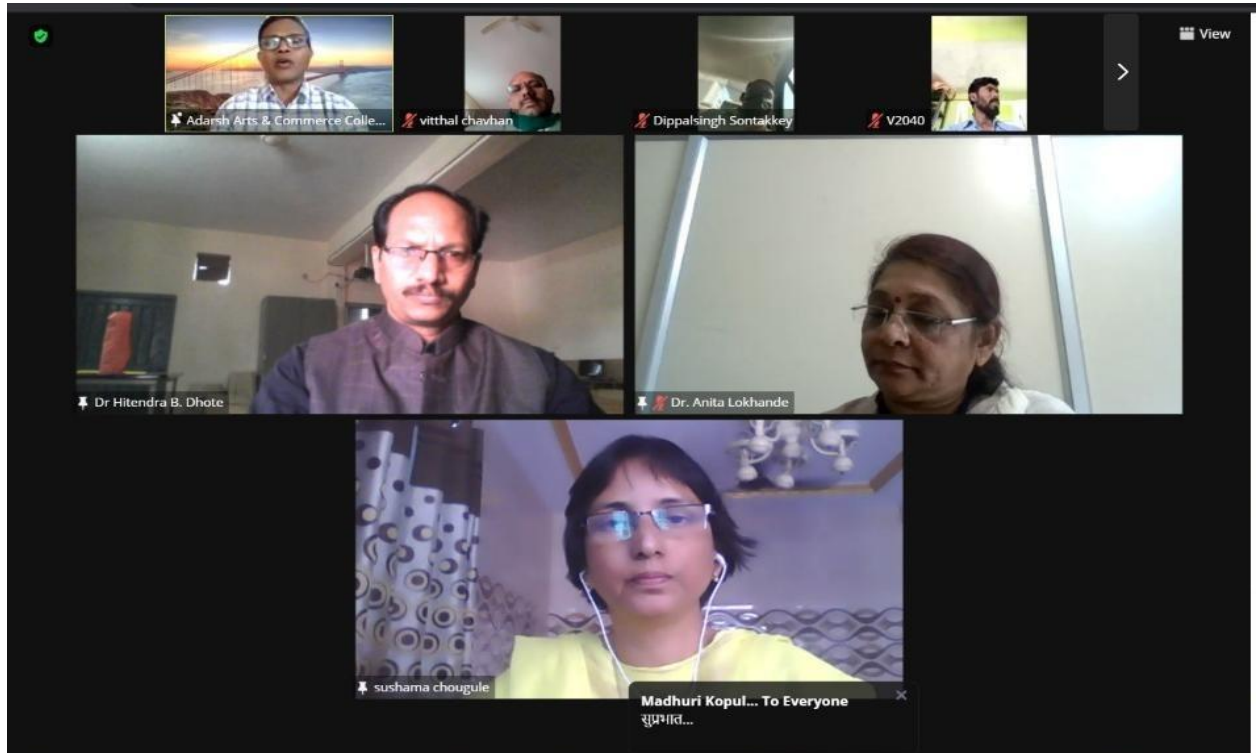 View
Adarsh Arts & Commerce Colle...
vitthal chavhan
Dippalsingh Sontakkey
V2040
Dr Hitendra B. Dhote
Dr. Anita Lokhande
sushama chougule
Madhuri Kopul... To Everyone
सुप्रभात...